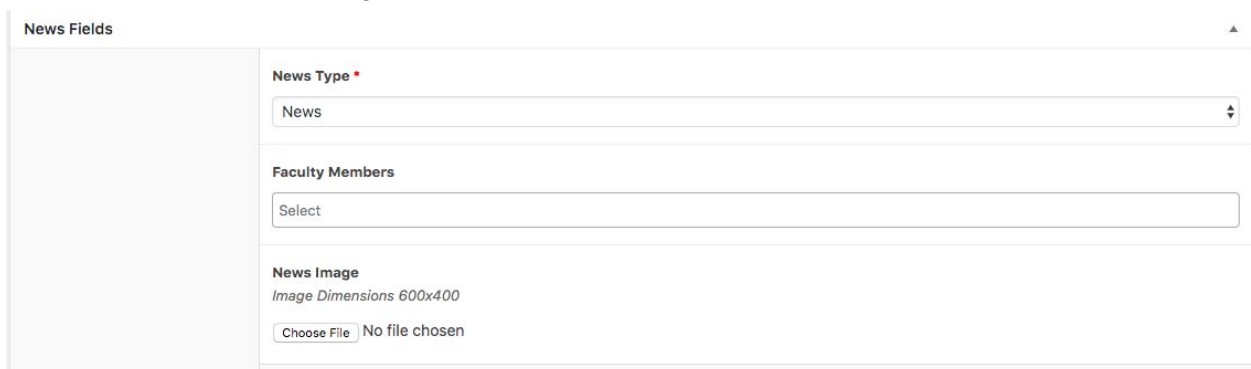 News Fields
News Type *
News
Faculty Members
Select
News Image
Image Dimensions 600x400
Choose File No file chosen